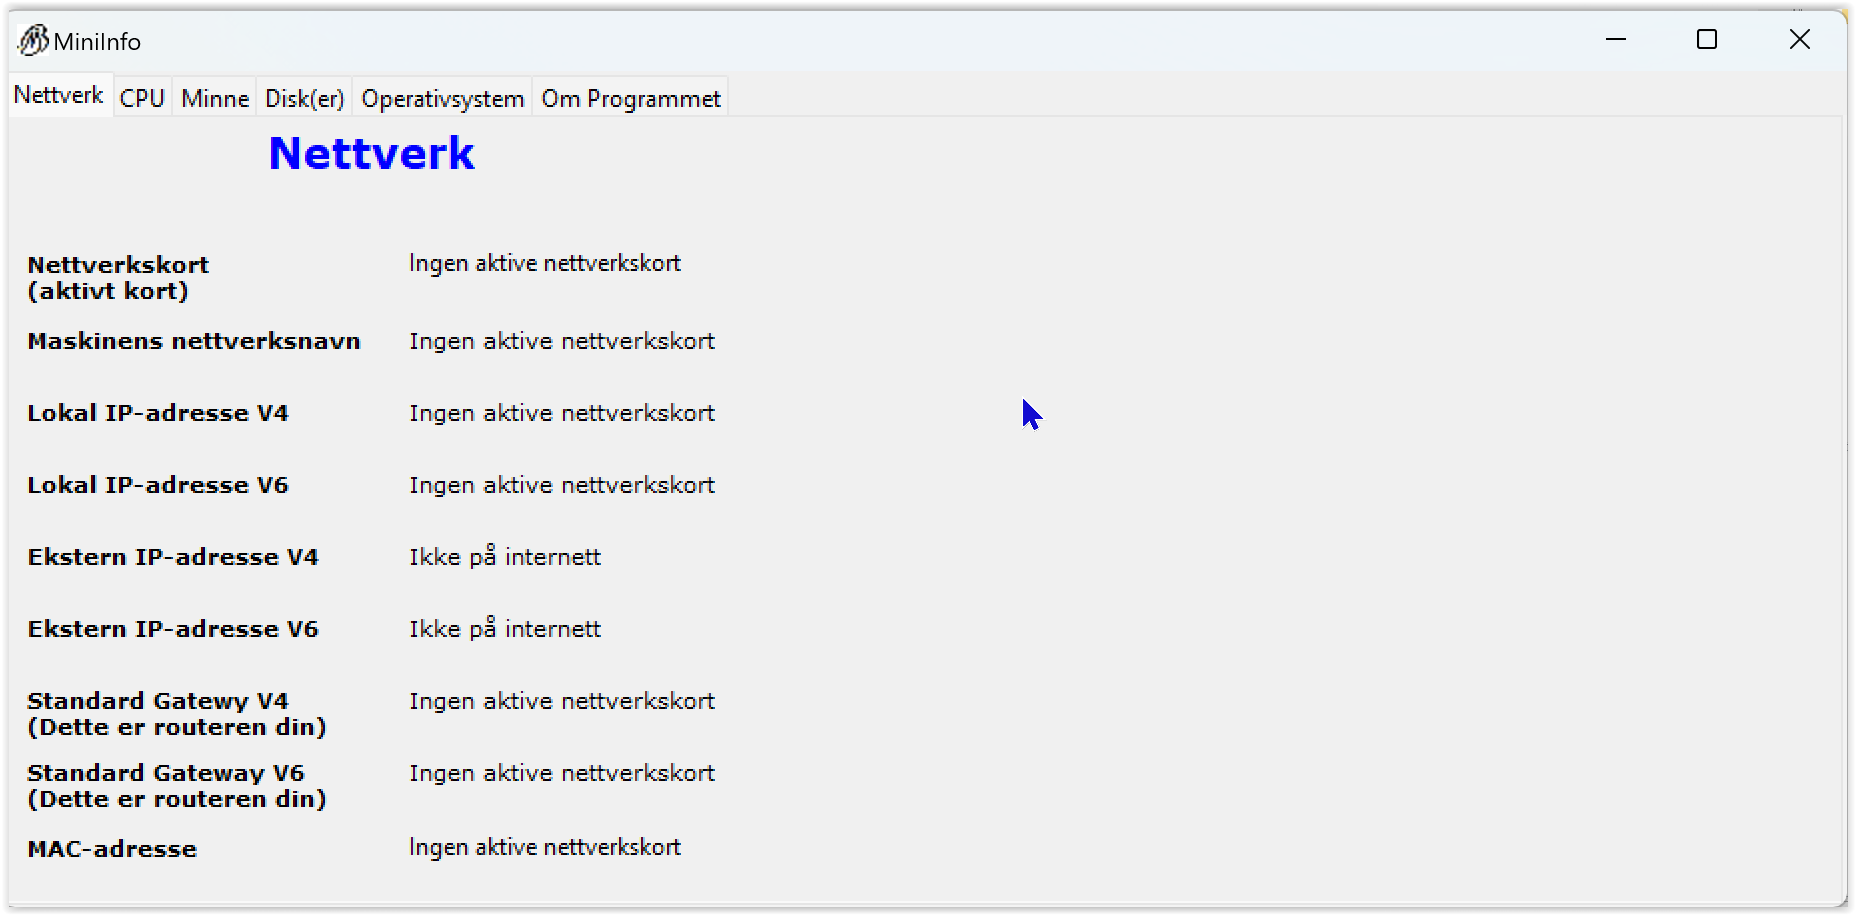 MiniInfo
Nettverk CPU Minne Disk(er) Operativsystem Om Programmet
Nettverk
Nettverkskort Ingen aktive nettverkskort
(aktivt kort)
Maskinens nettverksnavn Ingen aktive nettverkskort
Lokal IP-adresse V4 Ingen aktive nettverkskort
Lokal IP-adresse V6 Ingen aktive nettverkskort
Ekstern IP-adresse V4 Ikke på internett
Ekstern IP-adresse V6 Ikke på internett
Standard Gatewy V4 Ingen aktive nettverkskort
(Dette er routeren din)
Standard Gateway V6 Ingen aktive nettverkskort
(Dette er routeren din)
MAC-adresse Ingen aktive nettverkskort